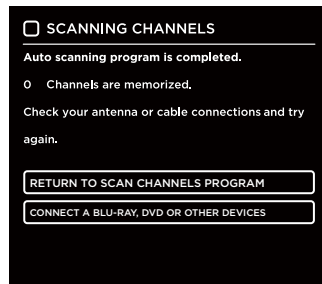 SCANNING CHANNELS
Auto scanning program is completed.
0 Channels are memorized.
Check your antenna or cable connections and try
again.
RETURN TO SCAN CHANNELS PROGRAM
CONNECT A BLU-RAY, DVD OR OTHER DEVICES